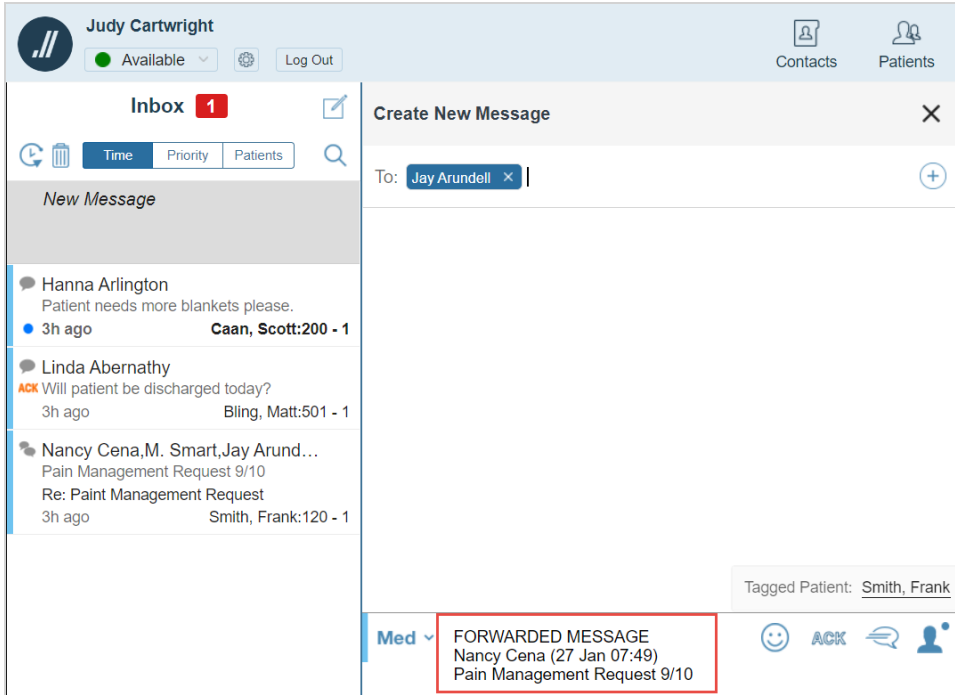 Judy Cartwright
Available
Log Out
Contacts
Patients
Inbox 1
Time Priority Patients
New Message
Hanna Arlington
Patient needs more blankets please.
3h ago Caan, Scott:200 - 1
Linda Abernathy
ACK Will patient be discharged today?
3h ago Bling, Matt:501 - 1
Nancy Cena,M. Smart,Jay Arund…
Pain Management Request 9/10
Re: Paint Management Request
3h ago Smith, Frank:120 - 1
Create New Message
To: Jay Arundell ×
Tagged Patient: Smith, Frank
Med
FORWARDED MESSAGE
Nancy Cena (27 Jan 07:49)
Pain Management Request 9/10
ACK